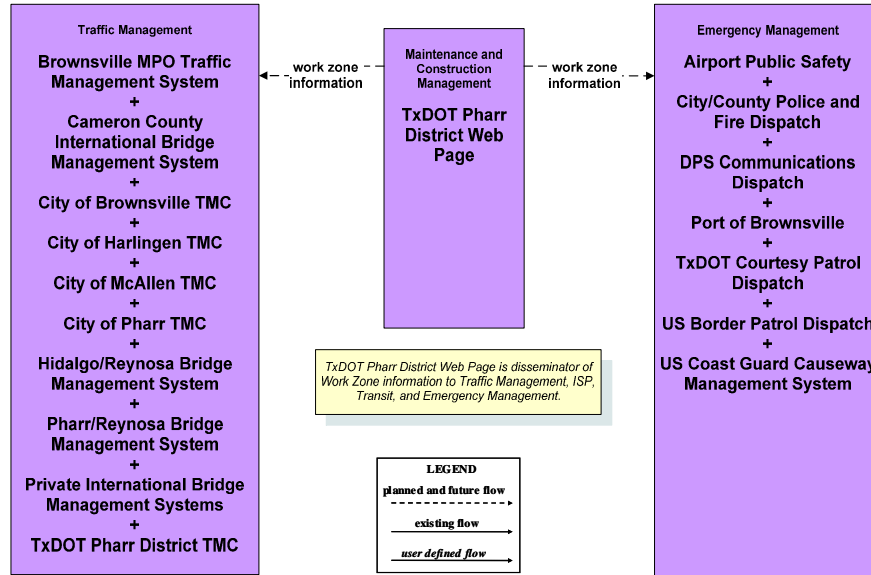 Traffic Management
Brownsville MPO Traffic
Management System
+
Cameron County
International Bridge
Management System
+
City of Brownsville TMC
+
City of Harlingen TMC
+
City of McAllen TMC
+
City of Pharr TMC
+
Hidalgo/Reynosa Bridge
Management System
+
Pharr/Reynosa Bridge
Management System
+
Private International Bridge
Management Systems
+
TxDOT Pharr District TMC
work zone
information
Maintenance and
Construction
Management
TxDOT Pharr
District Web
Page
work zone
information
Emergency Management
Airport Public Safety
+
City/County Police and
Fire Dispatch
+
DPS Communications
Dispatch
+
Port of Brownsville
+
TxDOT Courtesy Patrol
Dispatch
+
US Border Patrol Dispatch
+
US Coast Guard Causeway
Management System
TxDOT Pharr District Web Page is disseminator of
Work Zone information to Traffic Management, ISP,
Transit, and Emergency Management.
LEGEND
planned and future flow
existing flow
user defined flow